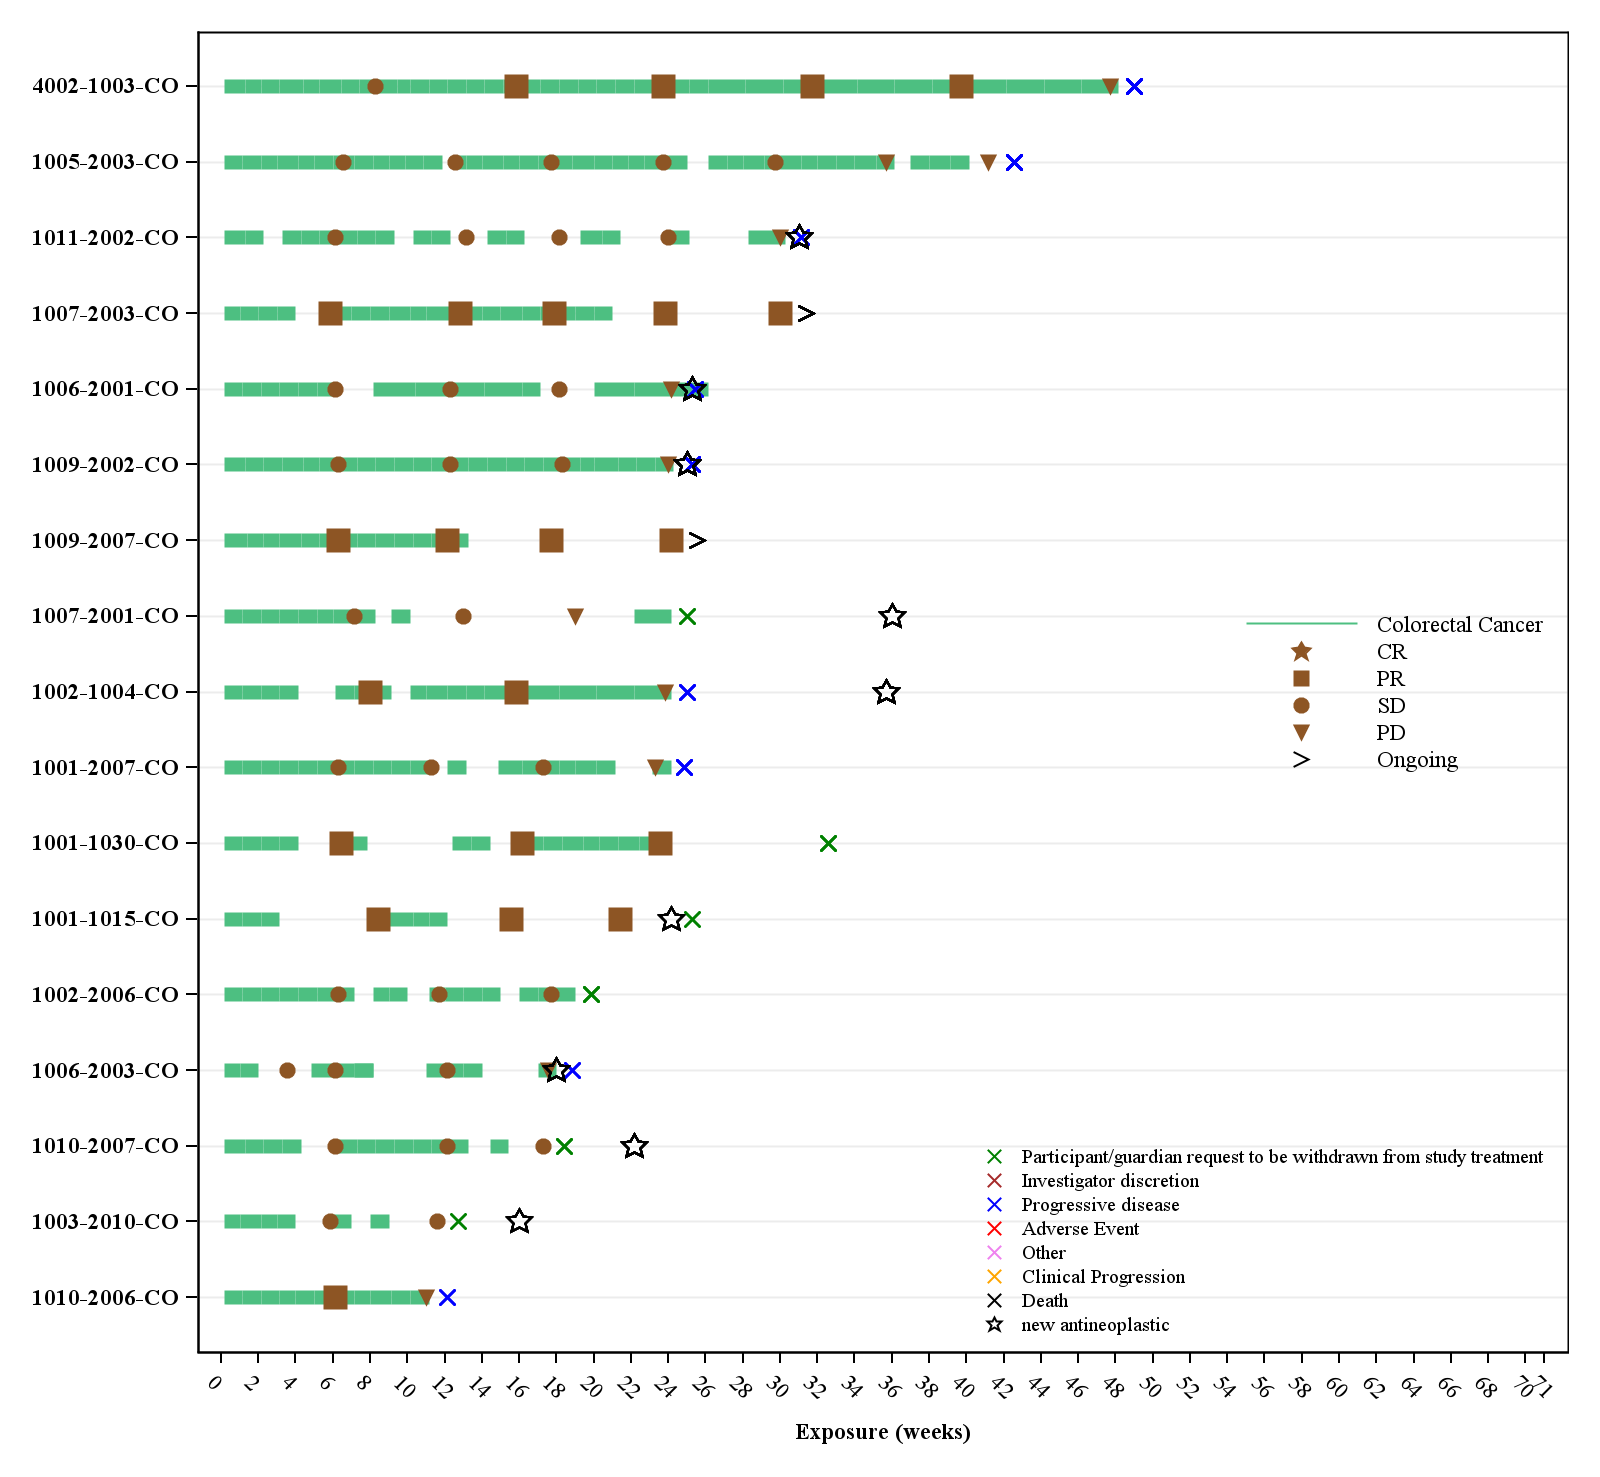 4002-1003-CO
1005-2003-CO
1011-2002-CO
1007-2003-CO
1006-2001-CO
1009-2002-CO
1009-2007-CO
1007-2001-CO
1002-1004-CO
1001-2007-CO
1001-1030-CO
1001-1015-CO
1002-2006-CO
1006-2003-CO
1010-2007-CO
1003-2010-CO
1010-2006-CO
Colorectal Cancer
CR
PR
SD
PD
Ongoing
Participant/guardian request to be withdrawn from study treatment
Investigator discretion
Progressive disease
Adverse Event
Other
Clinical Progression
Death
new antineoplastic
0 2 4 6 8 10 12 14 16 18 20 22 24 26 28 30 32 34 36 38 40 42 44 46 48 50 52 54 56 58 60 62 64 66 68 70 71
Exposure (weeks)